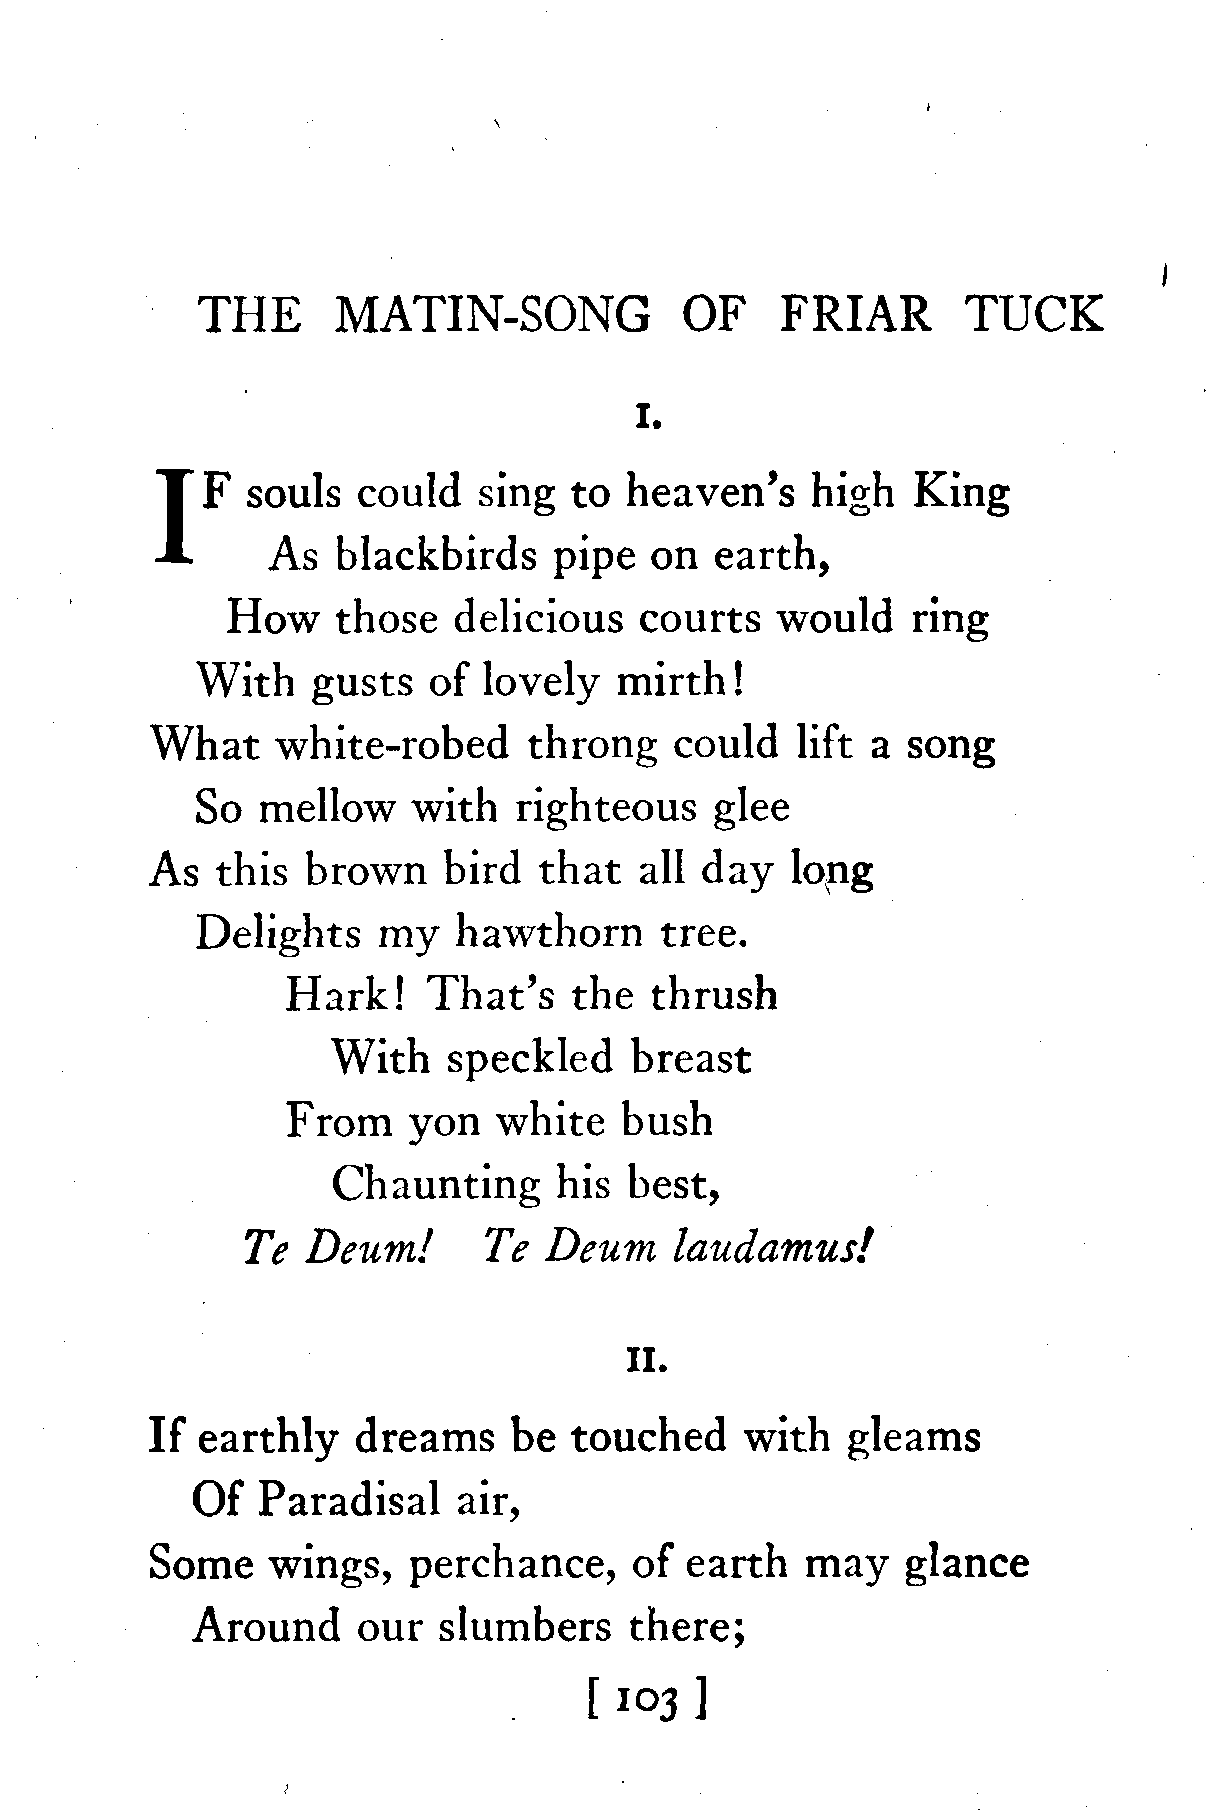 THE MATIN-SONG OF FRIAR TUCK
I.
IF souls could sing to heaven's high King
As blackbirds pipe on earth,
How those delicious courts would ring
With gusts of lovely mirth!
What white-robed throng could lift a song
So mellow with righteous glee
As this brown bird that all day long
Delights my hawthorn tree.
Hark! That's the thrush
With speckled breast
From yon white bush
Chaunting his best,
Te Deum! Te Deum laudamus!
II.
If earthly dreams be touched with gleams
Of Paradisal air,
Some wings, perchance, of earth may glance
Around our slumbers there;
[ 103 ]